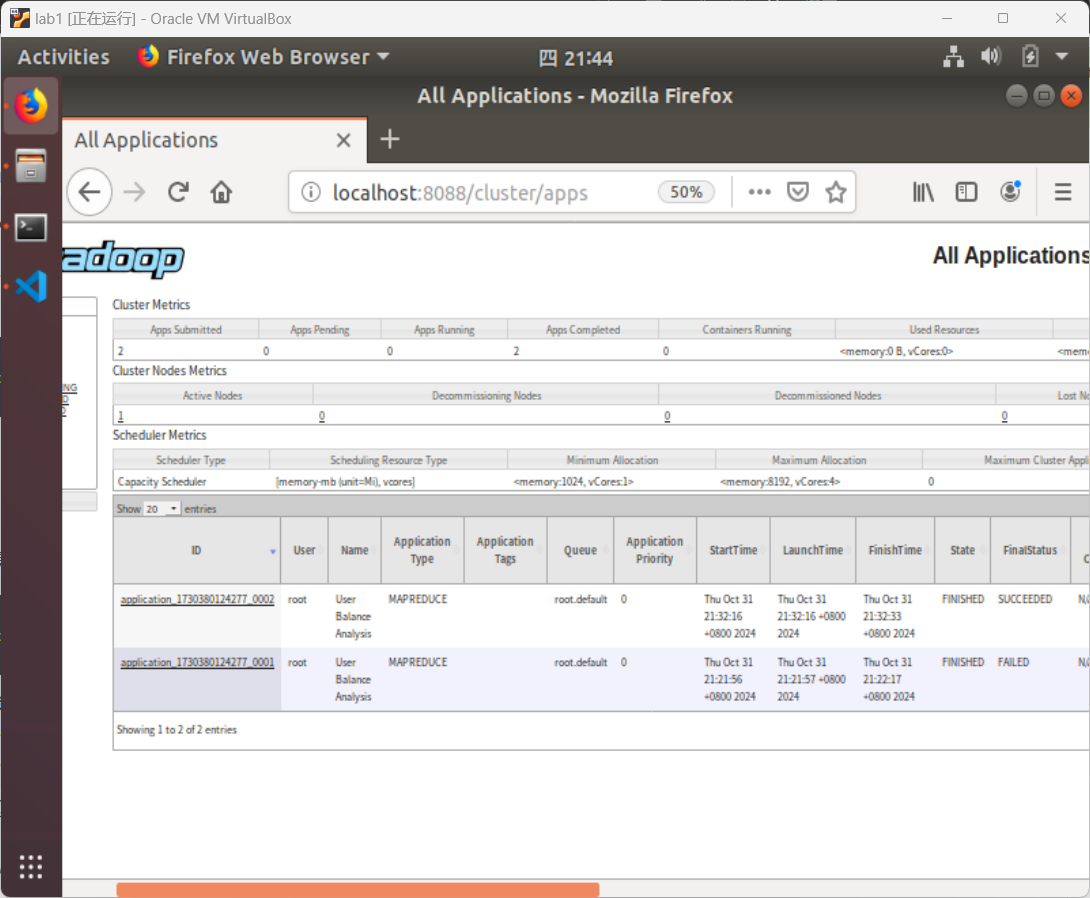 lab1 [正在运行] - Oracle VM VirtualBox
Activities Firefox Web Browser 四 21:44
All Applications - Mozilla Firefox
All Applications
localhost:8088/cluster/apps 50%
adoop All Applications
Cluster Metrics
Apps Submitted Apps Pending Apps Running Apps Completed Containers Running Used Resources
2 0 0 2 0 <memory:0 B, vCores:0> <mem
Cluster Nodes Metrics
NG
D
Active Nodes Decommissioning Nodes Decommissioned Nodes Lost No
1 0 0 0
Scheduler Metrics
Scheduler Type Scheduling Resource Type Minimum Allocation Maximum Allocation Maximum Cluster Appli
Capacity Scheduler [memory-mb (unit=Mi), vcores] <memory:1024, vCores:1> <memory:8192, vCores:4> 0
Show 20 entries
ID User Name Application Type Application Tags Queue Application Priority StartTime LaunchTime FinishTime State FinalStatus C
application_1730380124277_0002 root User MAPREDUCE root.default 0 Thu Oct 31 Thu Oct 31 Thu Oct 31 FINISHED SUCCEEDED N/
Balance 21:32:16 21:32:16 +0800 21:32:33
Analysis +0800 2024 2024 +0800 2024
application_1730380124277_0001 root User MAPREDUCE root.default 0 Thu Oct 31 Thu Oct 31 Thu Oct 31 FINISHED FAILED N/
Balance 21:21:56 21:21:57 +0800 21:22:17
Analysis +0800 2024 2024 +0800 2024
Showing 1 to 2 of 2 entries